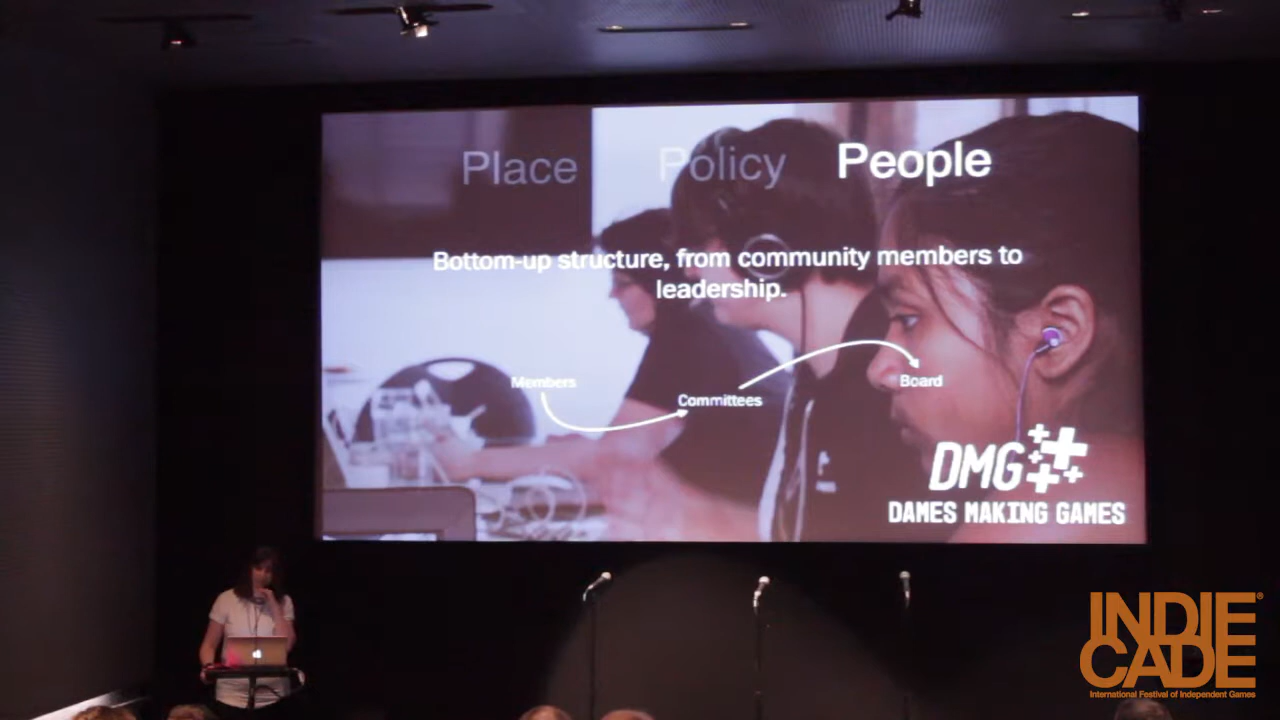 Place Policy People
Bottom-up structure, from community members to
leadership.
Members
Committees
Board
DMG
DAMES MAKING GAMES
INDIE
CADE
International Festival of Independent Games